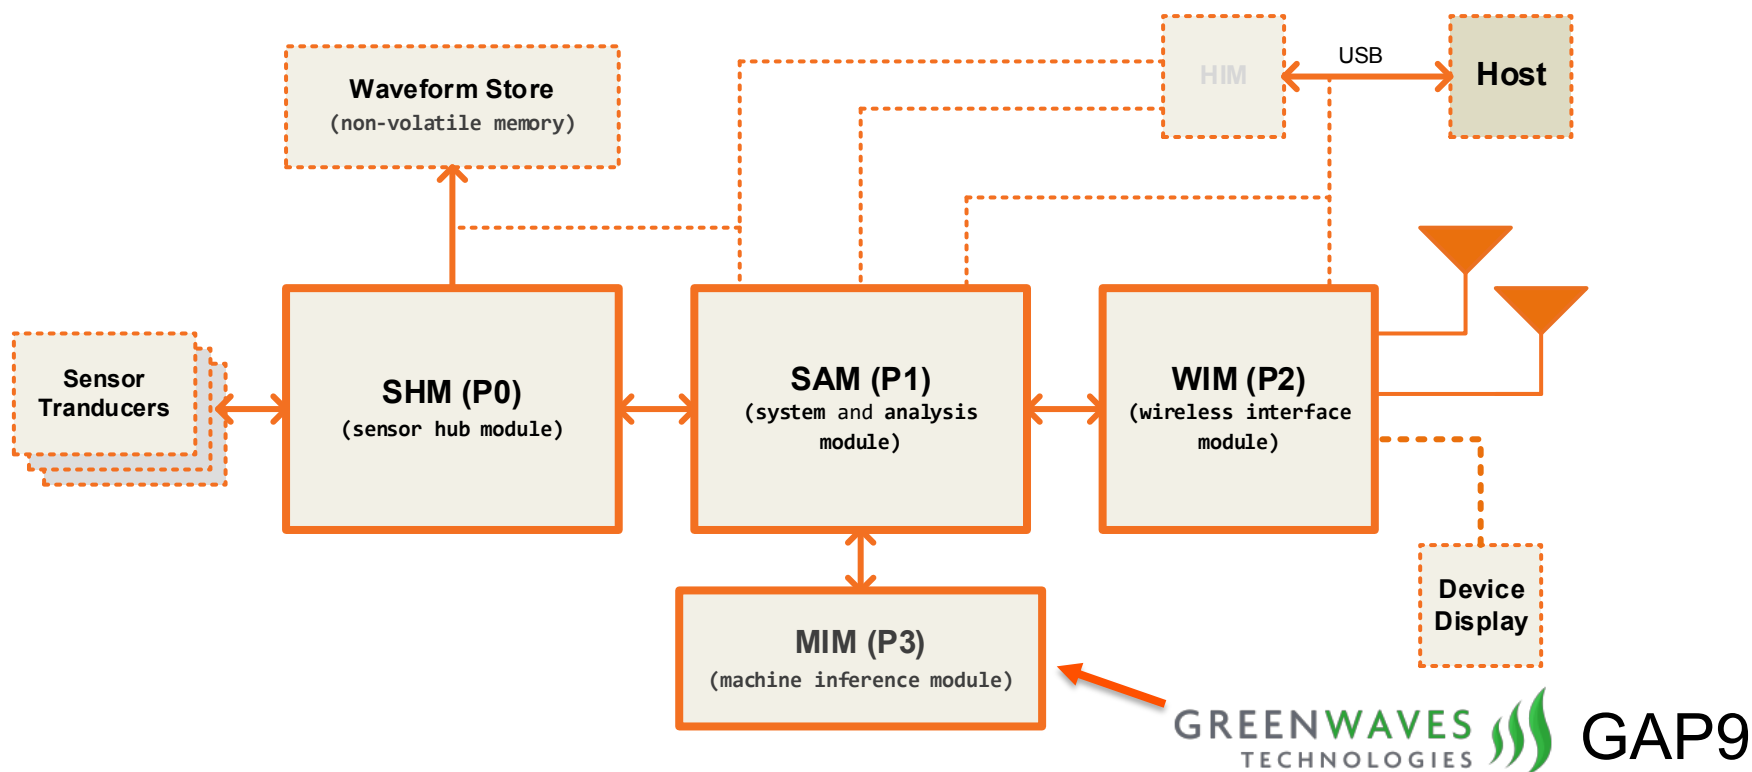 Waveform Store
(non-volatile memory)
HIM
USB
Host
Sensor
Tranducers
SHM (P0)
(sensor hub module)
SAM (P1)
(system and analysis
module)
WIM (P2)
(wireless interface
module)
MIM (P3)
(machine inference module)
Device
Display
GREENWAVES
TECHNOLOGIES
GAP9